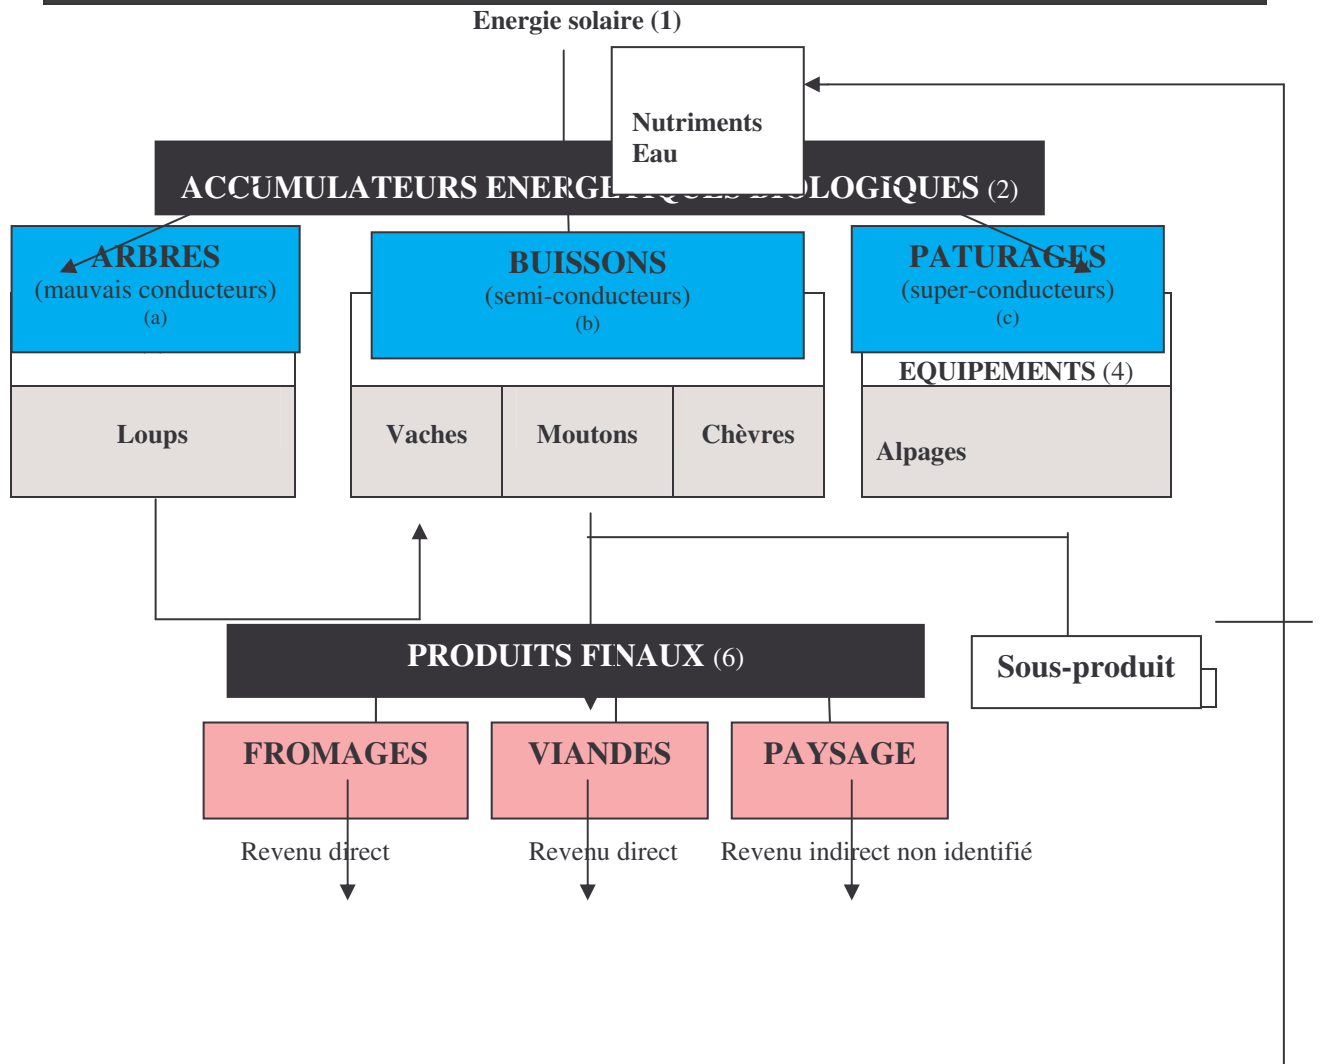 Energie solaire (1)
Nutriments
Eau
ACCUMULATEURS ENERGETIQUES BIOLOGIQUES (2)
ARBRES
(mauvais conducteurs)
(a)
BUISSONS
(semi-conducteurs)
(b)
PATURAGES
(super-conducteurs)
(c)
EQUIPEMENTS (4)
Loups
Vaches
Moutons
Chèvres
Alpages
PRODUITS FINAUX (6)
Sous-produit
FROMAGES
VIANDES
PAYSAGE
Revenu direct
Revenu direct
Revenu indirect non identifié